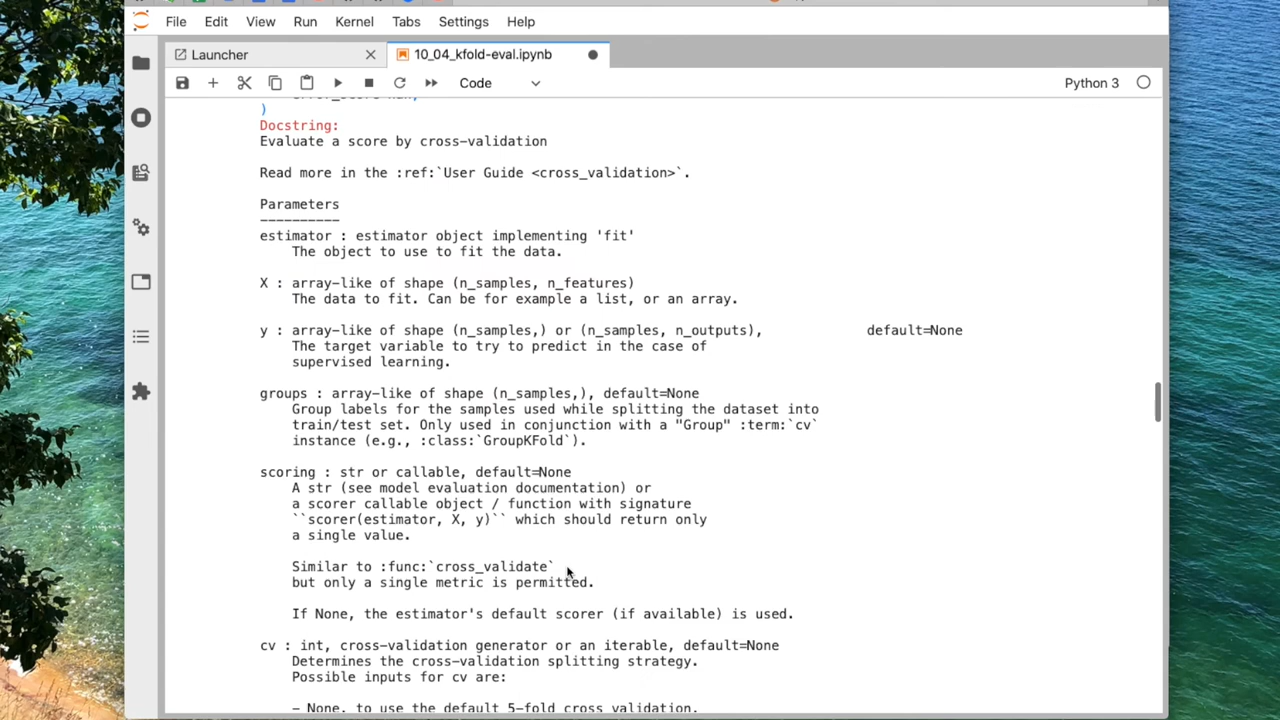 File Edit View Run Kernel Tabs Settings Help
Launcher
10_04_kfold-eval.ipynb
Code
Python 3
)
Docstring:
Evaluate a score by cross-validation
Read more in the :ref:`User Guide <cross_validation>`.
Parameters
----------
estimator : estimator object implementing 'fit'
The object to use to fit the data.
X : array-like of shape (n_samples, n_features)
The data to fit. Can be for example a list, or an array.
y : array-like of shape (n_samples,) or (n_samples, n_outputs), default=None
The target variable to try to predict in the case of
supervised learning.
groups : array-like of shape (n_samples,), default=None
Group labels for the samples used while splitting the dataset into
train/test set. Only used in conjunction with a "Group" :term:`cv`
instance (e.g., :class:`GroupKFold`).
scoring : str or callable, default=None
A str (see model evaluation documentation) or
a scorer callable object / function with signature
``scorer(estimator, X, y)`` which should return only
a single value.
Similar to :func:`cross_validate`
but only a single metric is permitted.
If None, the estimator's default scorer (if available) is used.
cv : int, cross-validation generator or an iterable, default=None
Determines the cross-validation splitting strategy.
Possible inputs for cv are:
- None, to use the default 5-fold cross validation,